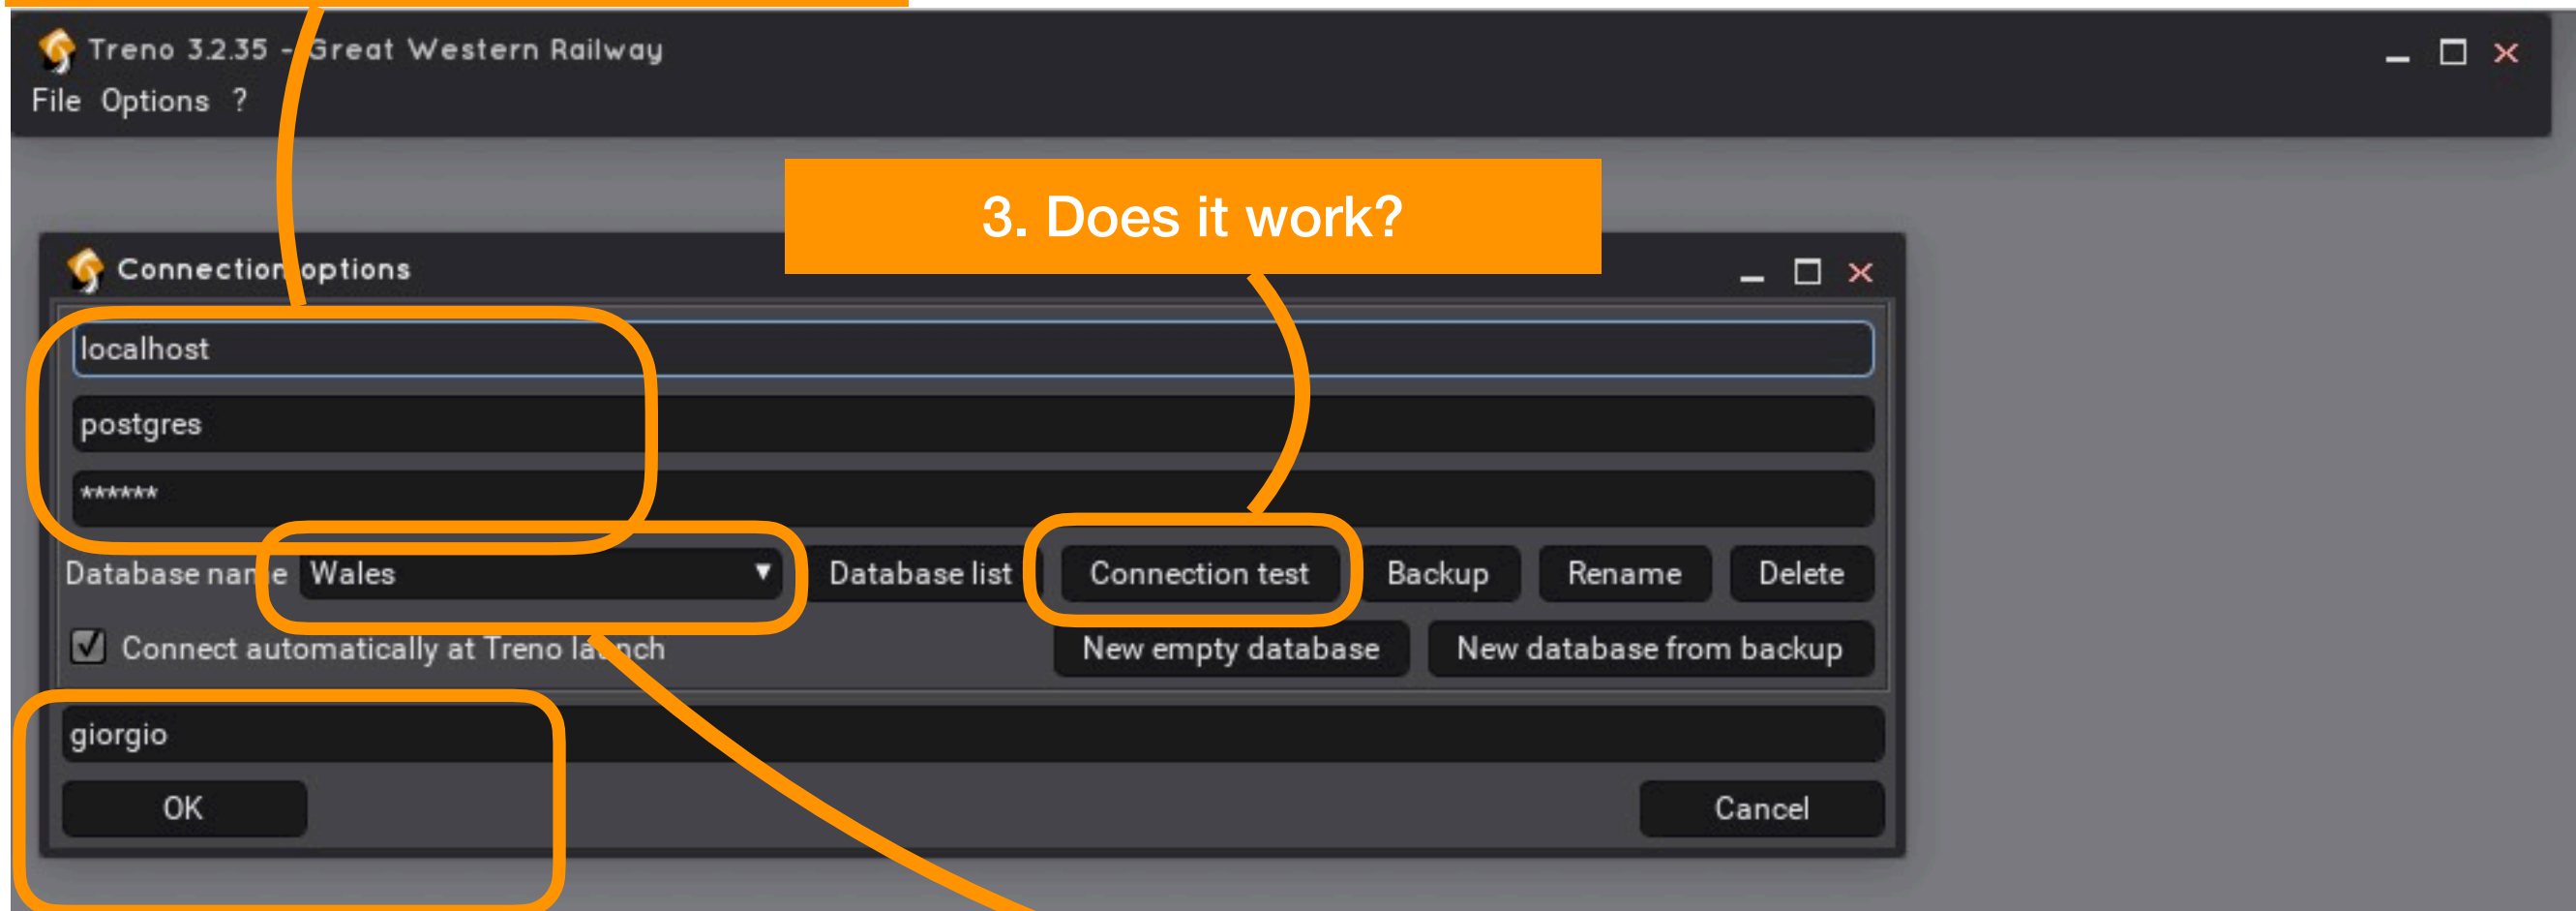 Treno 3.2.35 - Great Western Railway
File Options ?
3. Does it work?
Connection options
localhost
postgres
******
Database name Wales Database list Connection test Backup Rename Delete
Connect automatically at Treno launch New empty database New database from backup
giorgio
OK Cancel